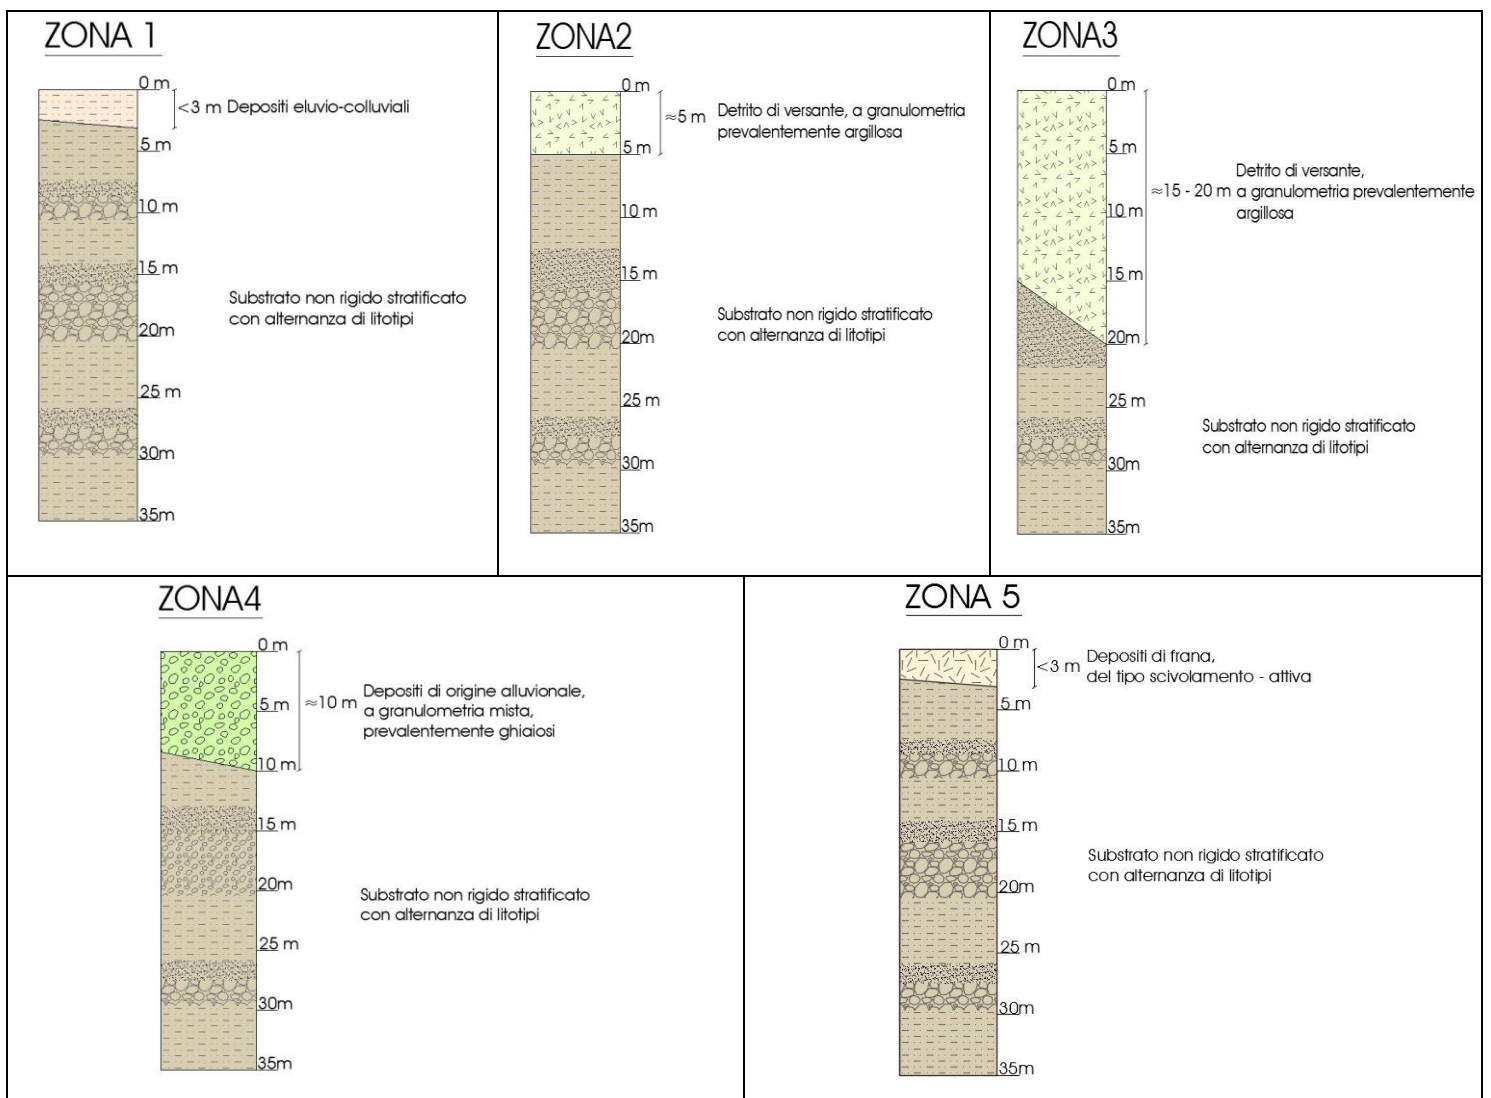 ZONA 1
0 m
<3 m Depositi eluvio-colluviali
5 m
10 m
15 m
Substrato non rigido stratificato
con alternanza di litotipi
20m
25 m
30m
35m
ZONA2
0 m
≈5 m
Detrito di versante, a granulometria
prevalentemente argillosa
5 m
10 m
15 m
Substrato non rigido stratificato
con alternanza di litotipi
20m
25 m
30m
35m
ZONA3
0 m
5 m
Detrito di versante,
≈15 - 20 m a granulometria prevalentemente
argillosa
10 m
15 m
20m
25 m
Substrato non rigido stratificato
con alternanza di litotipi
30m
35m
ZONA4
0 m
≈10 m
Depositi di origine alluvionale,
a granulometria mista,
prevalentemente ghiaiosi
5 m
10 m
15 m
20m
Substrato non rigido stratificato
con alternanza di litotipi
25 m
30m
35m
ZONA 5
0 m
<3 m
Depositi di frana,
del tipo scivolamento - attiva
5 m
10 m
15 m
Substrato non rigido stratificato
con alternanza di litotipi
20m
25 m
30m
35m